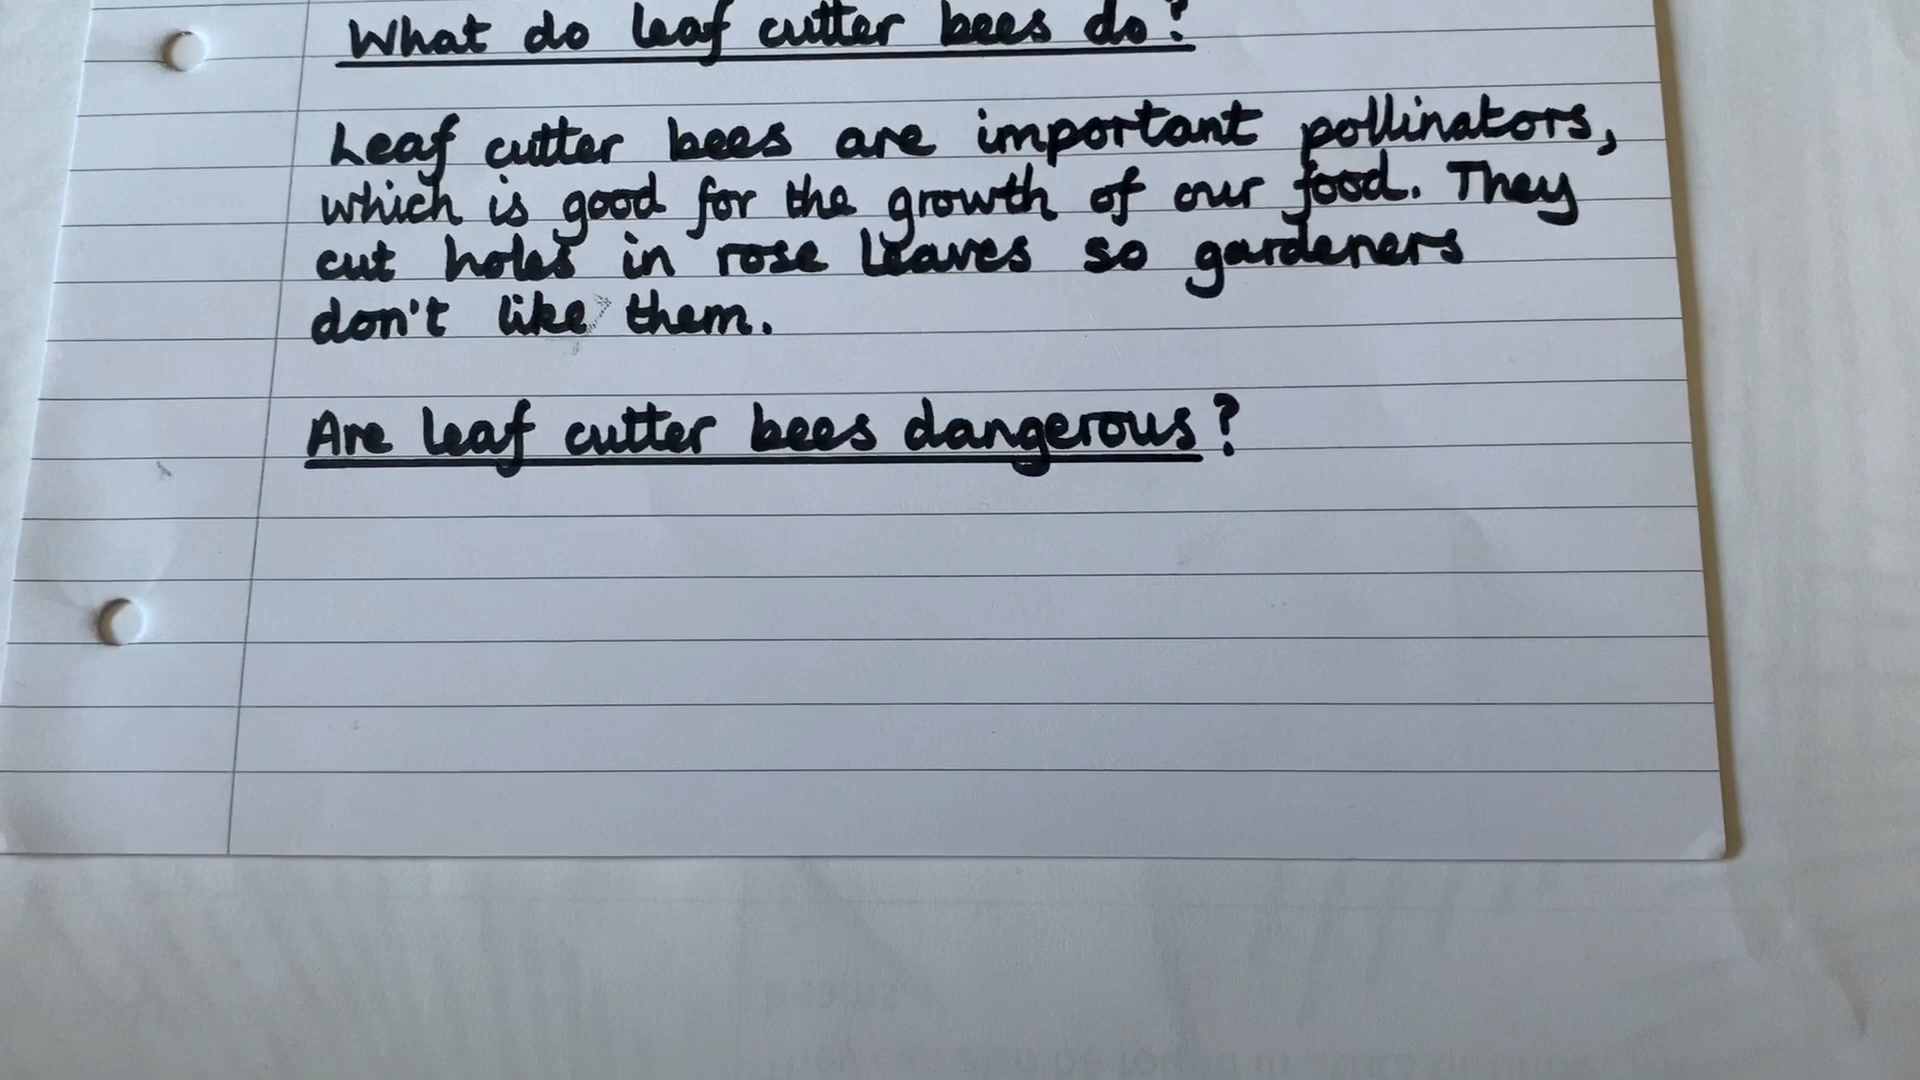 What do leaf cutter bees do?
Leaf cutter bees are important pollinators,
which is good for the growth of our food. They
cut holes in rose leaves so gardeners
don't like them.
Are leaf cutter bees dangerous?